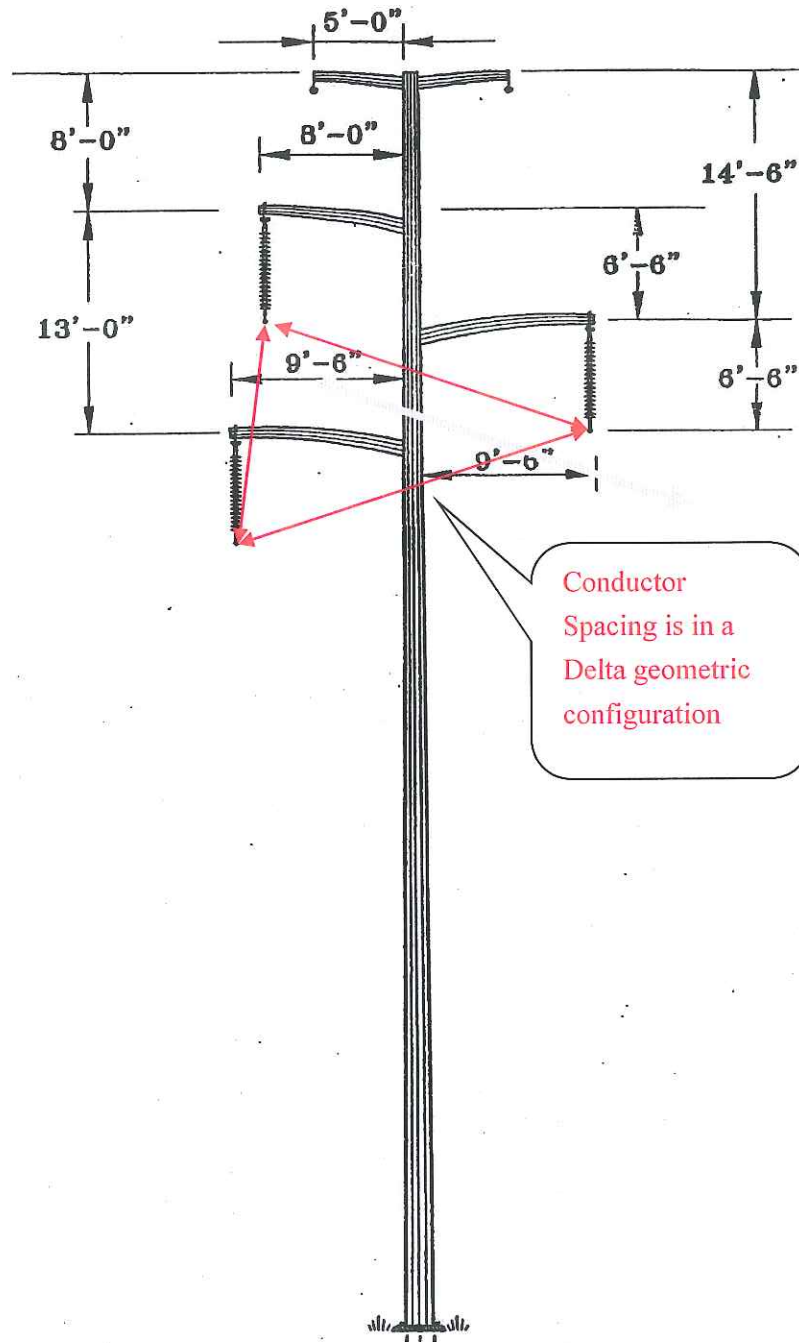 5'-0"
8'-0"
8'-0"
14'-6"
6'-6"
13'-0"
9'-6"
6'-6"
9'-6"
Conductor
Spacing is in a
Delta geometric
configuration